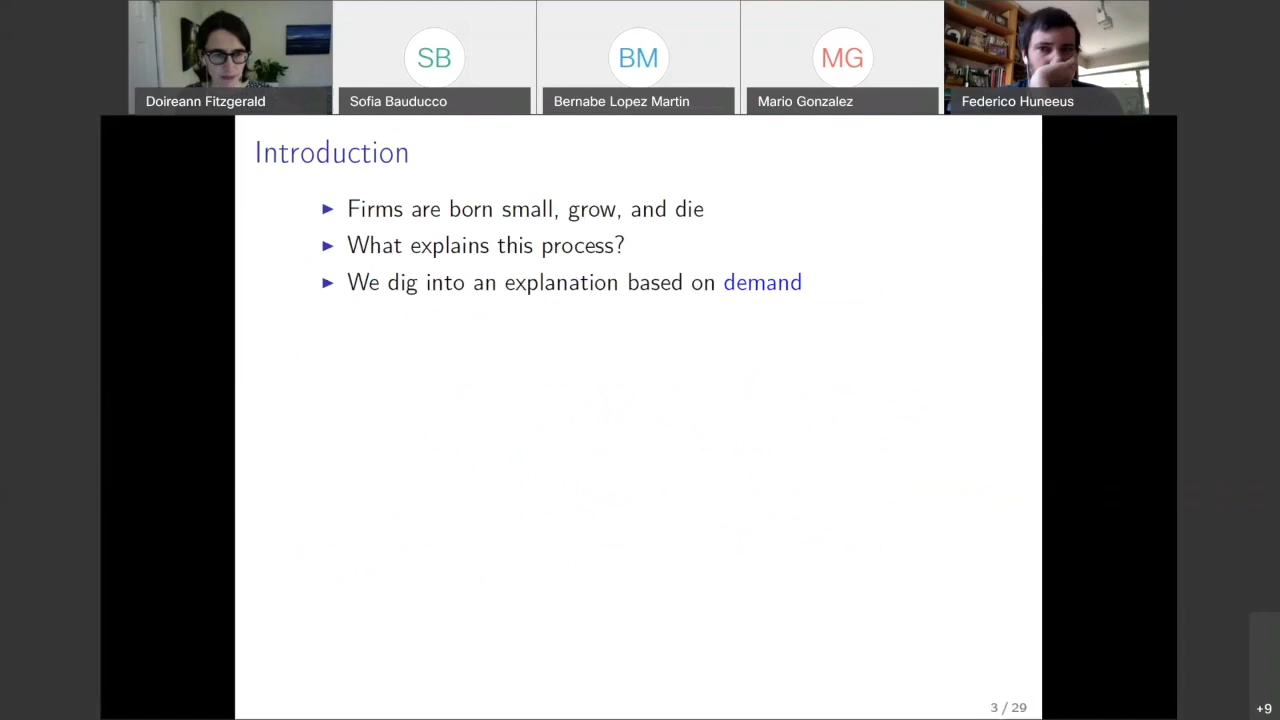 SB
BM
MG
Doireann Fitzgerald
Sofia Bauducco
Bernabe Lopez Martin
Mario Gonzalez
Federico Huneeus
Introduction
► Firms are born small, grow, and die
► What explains this process?
► We dig into an explanation based on demand
3 / 29
+9